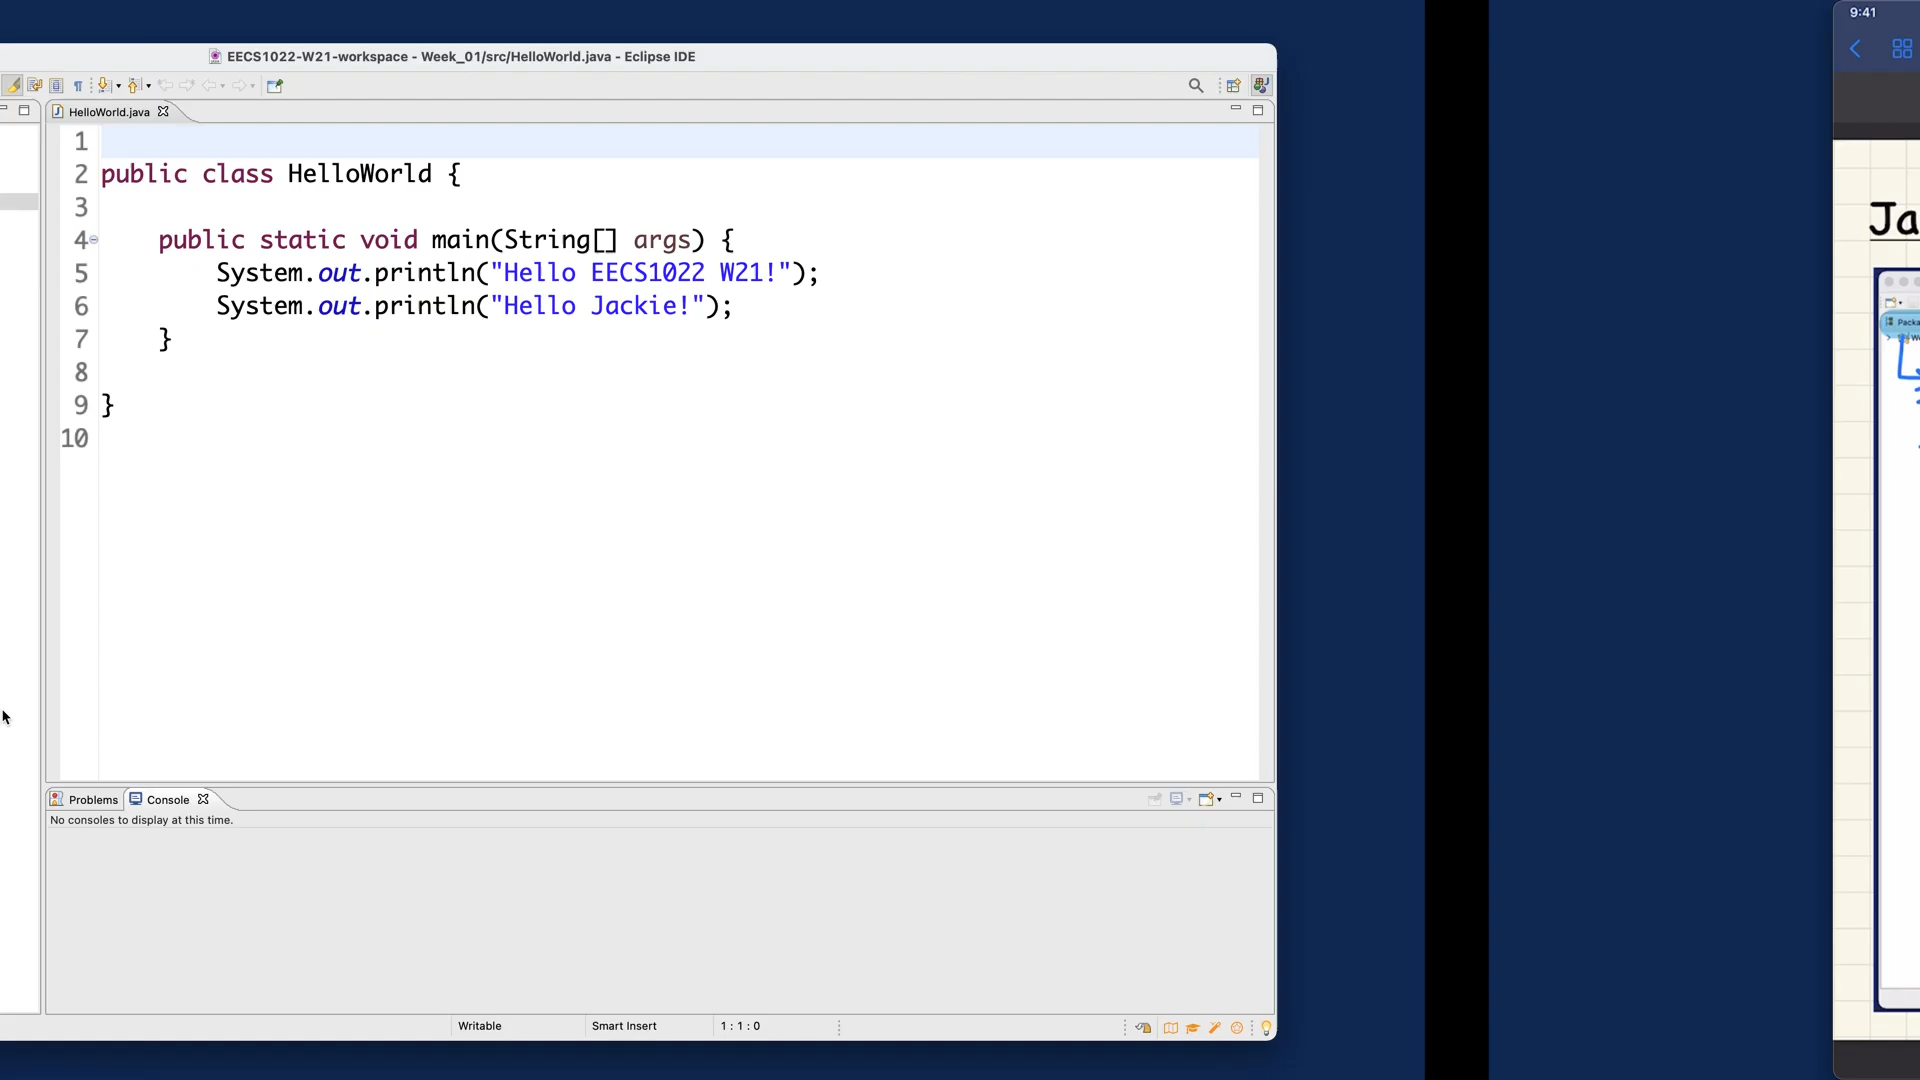 EECS1022-W21-workspace - Week_01/src/HelloWorld.java - Eclipse IDE
HelloWorld.java
1
2 public class HelloWorld {
3
4 public static void main(String[] args) {
5 System.out.println("Hello EECS1022 W21!");
6 System.out.println("Hello Jackie!");
7 }
8
9 }
10
Problems Console
No consoles to display at this time.
Writable Smart Insert 1 : 1 : 0
9:41
Ja
Packa